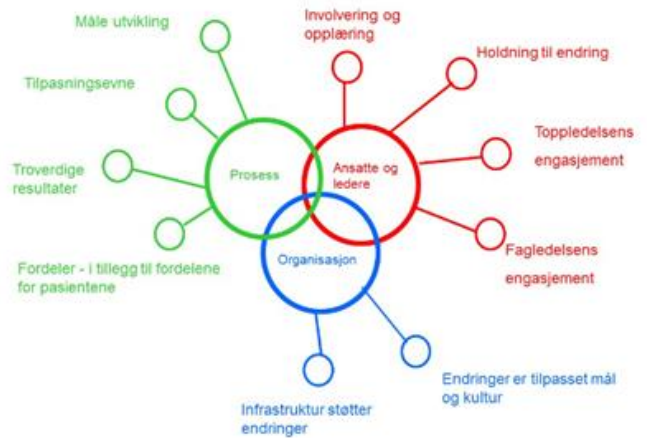 Måle utvikling
Involvering og
opplæring
Holdning til endring
Tilpasningsevne
Toppledelsens
engasjement
Troverdige
resultater
Prosess
Ansatte og
ledere
Fagledelsens
engasjement
Fordeler - i tillegg til fordelene
for pasientene
Organisasjon
Endringer er tilpasset mål
og kultur
Infrastruktur støtter
endringer